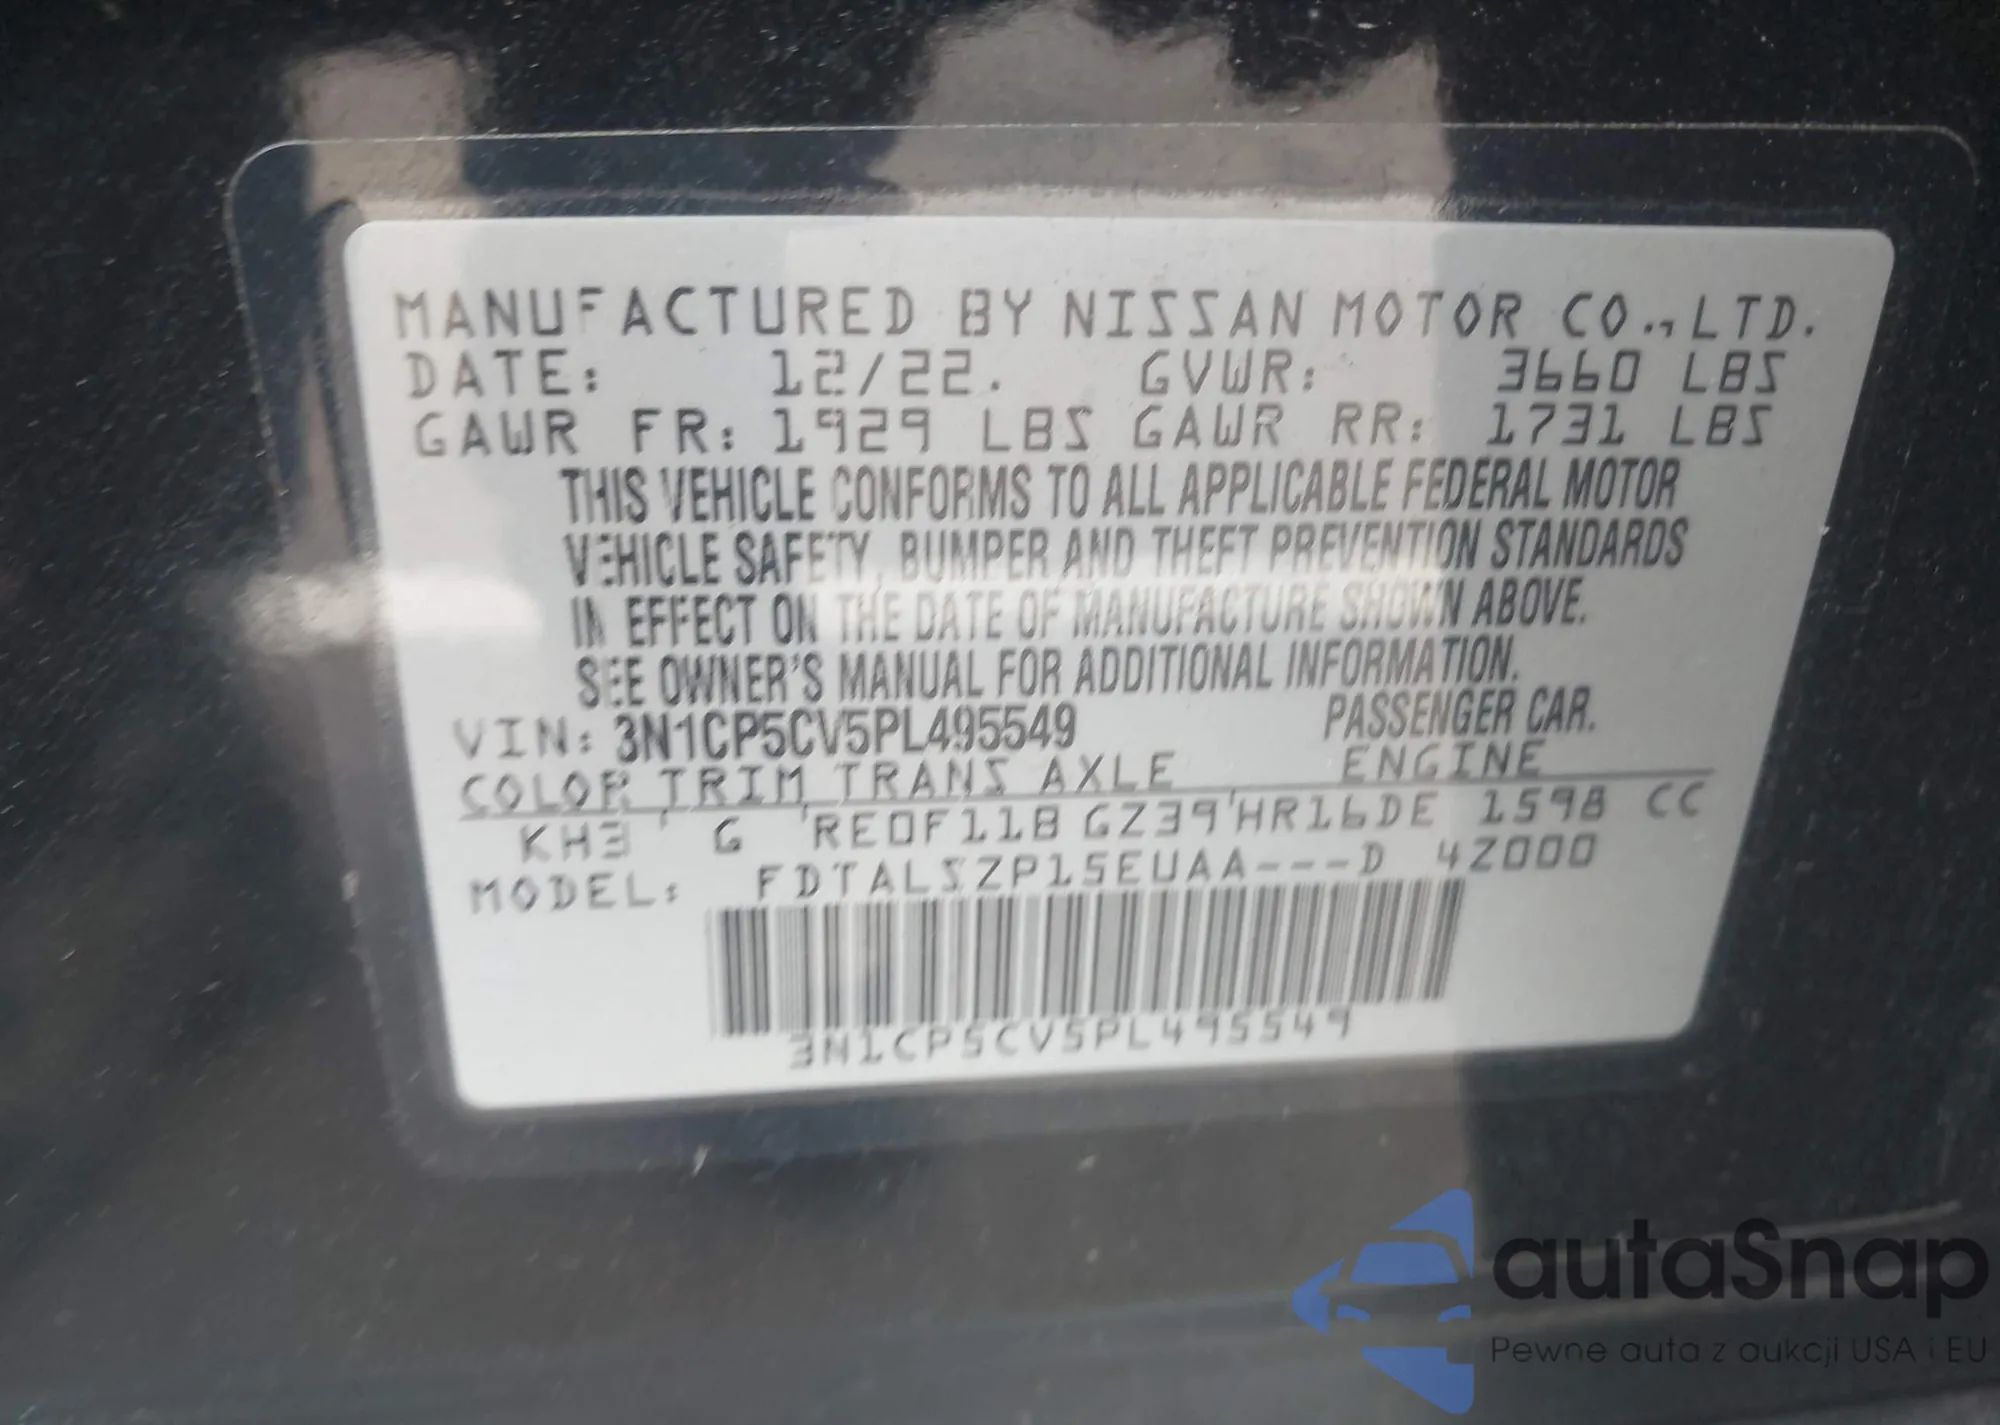 MANUFACTURED BY NISSAN MOTOR CO., LTD.
DATE: 12/22. GVWR: 3660 LBS
GAWR FR: 1929 LBS GAWR RR: 1731 LBS
THIS VEHICLE CONFORMS TO ALL APPLICABLE FEDERAL MOTOR
VEHICLE SAFETY, BUMPER AND THEFT PREVENTION STANDARDS
IN EFFECT ON THE DATE OF MANUFACTURE SHOWN ABOVE.
SEE OWNER'S MANUAL FOR ADDITIONAL INFORMATION.
VIN: 3N1CP5CV5PL495549 PASSENGER CAR.
COLOR TRIM TRANS AXLE ENGINE
KH3 G RE0F11B GZ39 HR16DE 1598 CC
MODEL: FDTALSZP15EUAA---D 4Z000
3N1CP5CV5PL495549
autaSnap
Pewne auta z aukcji USA i EU